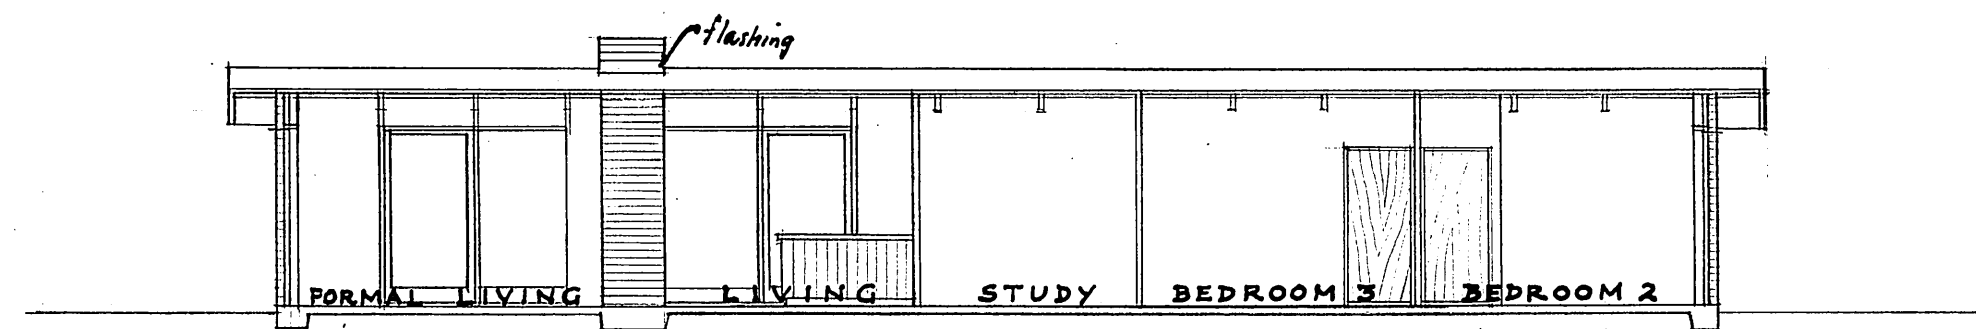 flashing
FORMAL LIVING
LIVING
STUDY
BEDROOM 3
BEDROOM 2